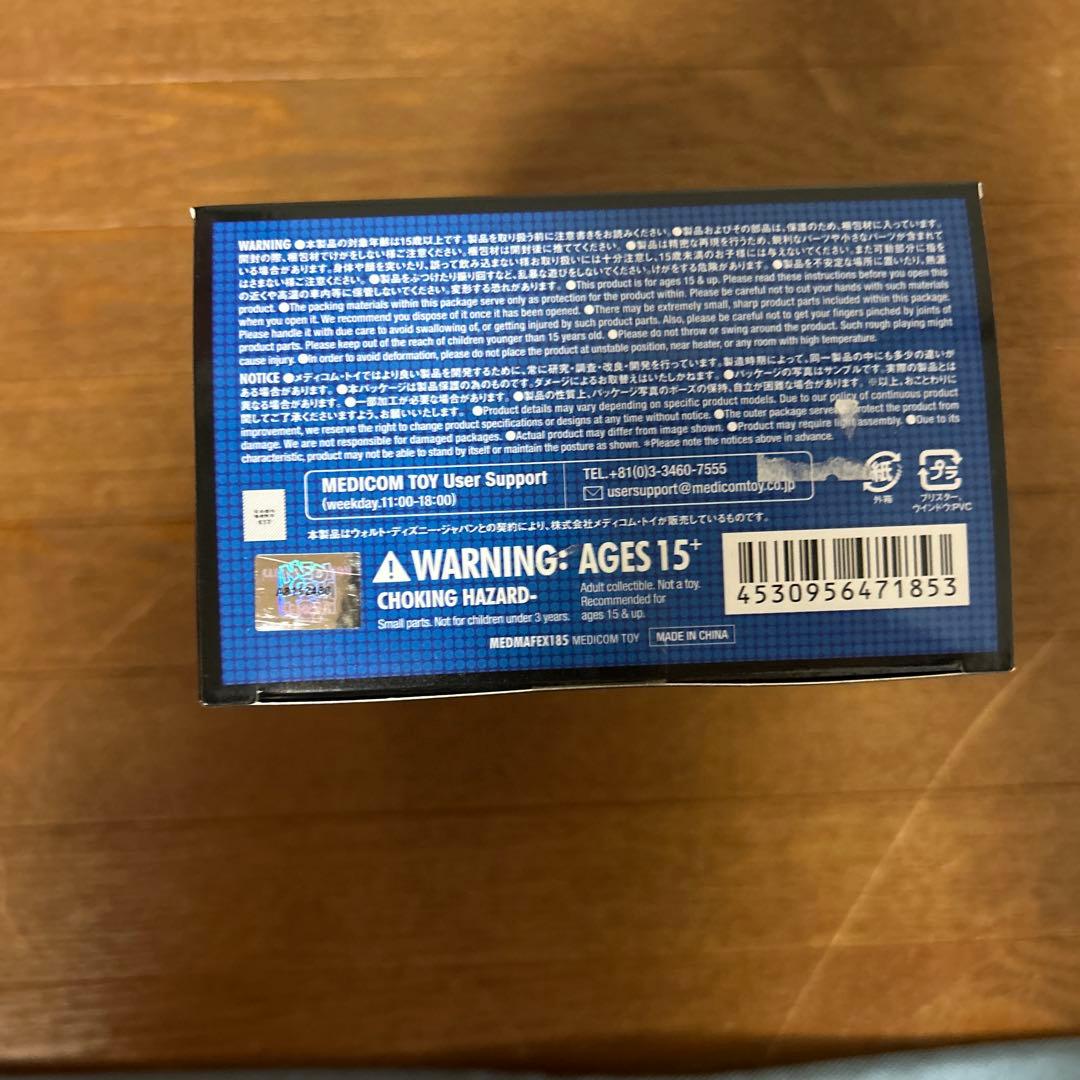 WARNING ●本製品の対象年齢は15歳以上です。製品を取り扱う前に注意書きをお読みください。●製品およびその部品は、保護のため、梱包材に入っています。
開封の際、梱包材でけがをしない様ご注意ください。梱包材は開封後に捨ててください。●製品は精密な再現を行うため、鋭利なパーツや小さなパーツが含まれて
いる場合があります。身体や顔を突いたり、誤って飲み込まない様お取り扱いには十分注意し、15歳未満のお子様には与えないでください。また可動部分に指を
はさまない様ご注意ください。●製品をぶつけたり振り回すなど、乱暴な遊びをしないでください。けがをする危険があります。●製品を不安定な場所に置いたり、熱源
の近くや高温の車内等に保管しないでください。変形する恐れがあります。●This product is for ages 15 & up. Please read these instructions before you open this
product. ●The packing materials within this package serve only as protection for the product within. Please be careful not to cut your hands with such materials
when you open it. We recommend you dispose of it once it has been opened. ●There may be extremely small, sharp product parts included within this package.
Please handle it with due care to avoid swallowing of, or getting injured by such product parts. Also, please be careful not to get your fingers pinched by joints of
product parts. Please keep out of the reach of children younger than 15 years old. ●Please do not throw or swing around the product. Such rough playing might
cause injury. ●In order to avoid deformation, please do not place the product at unstable position, near heater, or any room with high temperature.
NOTICE ●メディコム・トイではより良い製品を開発するために、常に研究・調査・改良・開発を行っています。製造時期によって、同一製品の中にも多少の違いが
ある場合があります。●本パッケージは製品保護の為のものです。ダメージによるお取替えはいたしかねます。●パッケージの写真はサンプルです。実際の製品とは
異なる場合があります。●一部加工が必要な場合があります。●製品の性質上、パッケージ写真のポーズの保持、自立が困難な場合があります。※以上、おことわりに
関してご了承くださいますよう、お願いいたします。●Product details may vary depending on specific product models. Due to our policy of continuous product
improvement, we reserve the right to change product specifications or designs at any time without notice. ●The outer package serves protect the product from
damage. We are not responsible for damaged packages. ●Actual product may differ from image shown. ●Product may require light assembly. ●Due to its
characteristic, product may not be able to stand by itself or maintain the posture as shown. *Please note the notices above in advance.
MEDICOM TOY User Support
(weekday.11:00-18:00)
TEL.+81(0)3-3460-7555
usersupport@medicomtoy.co.jp
紙
外箱
プラ
ブリスター、
ウインドウ:PVC
本製品はウォルト・ディズニー・ジャパンとの契約により、株式会社メディコム・トイが販売しているものです。
WARNING:
CHOKING HAZARD-
Small parts. Not for children under 3 years.
AGES 15+
Adult collectible. Not a toy.
Recommended for
ages 15 & up.
4530956471853
MEDMAFEX185 MEDICOM TOY
MADE IN CHINA